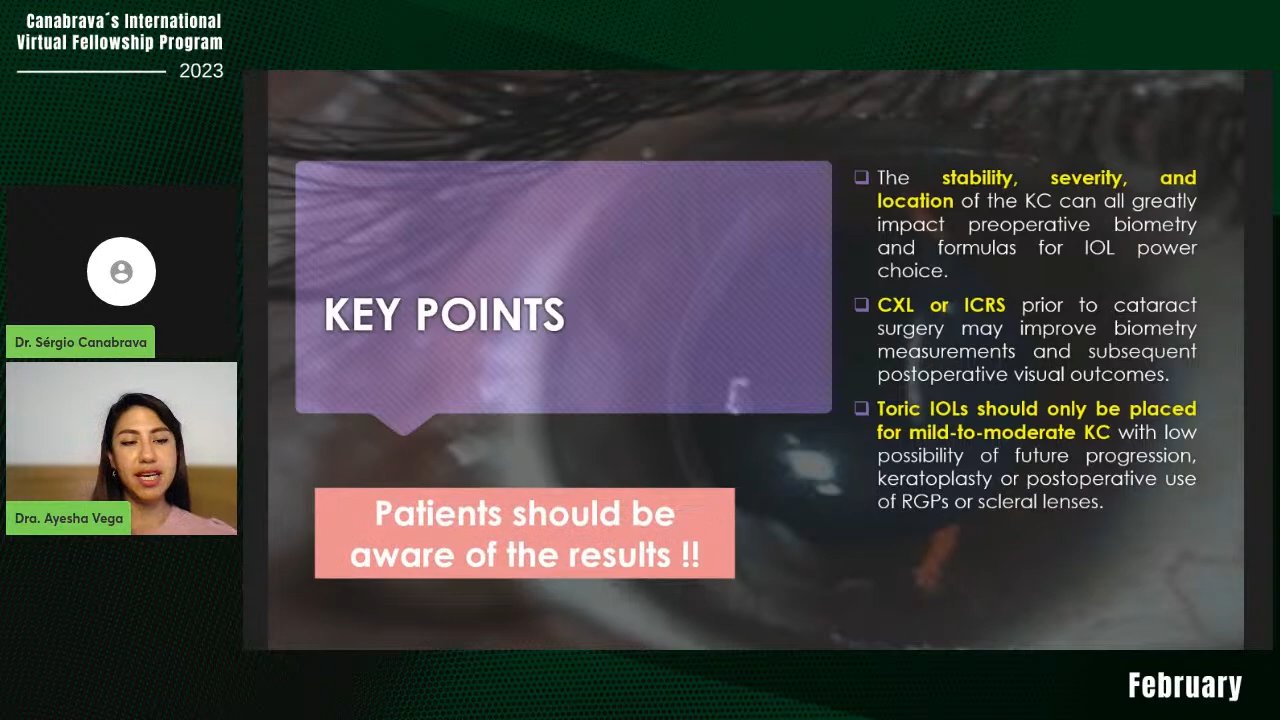 Canabrava´s International
Virtual Fellowship Program
2023
Dr. Sérgio Canabrava
Dra. Ayesha Vega
KEY POINTS
Patients should be
aware of the results !!
The stability, severity, and
location of the KC can all greatly
impact preoperative biometry
and formulas for IOL power
choice.
CXL or ICRS prior to cataract
surgery may improve biometry
measurements and subsequent
postoperative visual outcomes.
Toric IOLs should only be placed
for mild-to-moderate KC with low
possibility of future progression,
keratoplasty or postoperative use
of RGPs or scleral lenses.
February